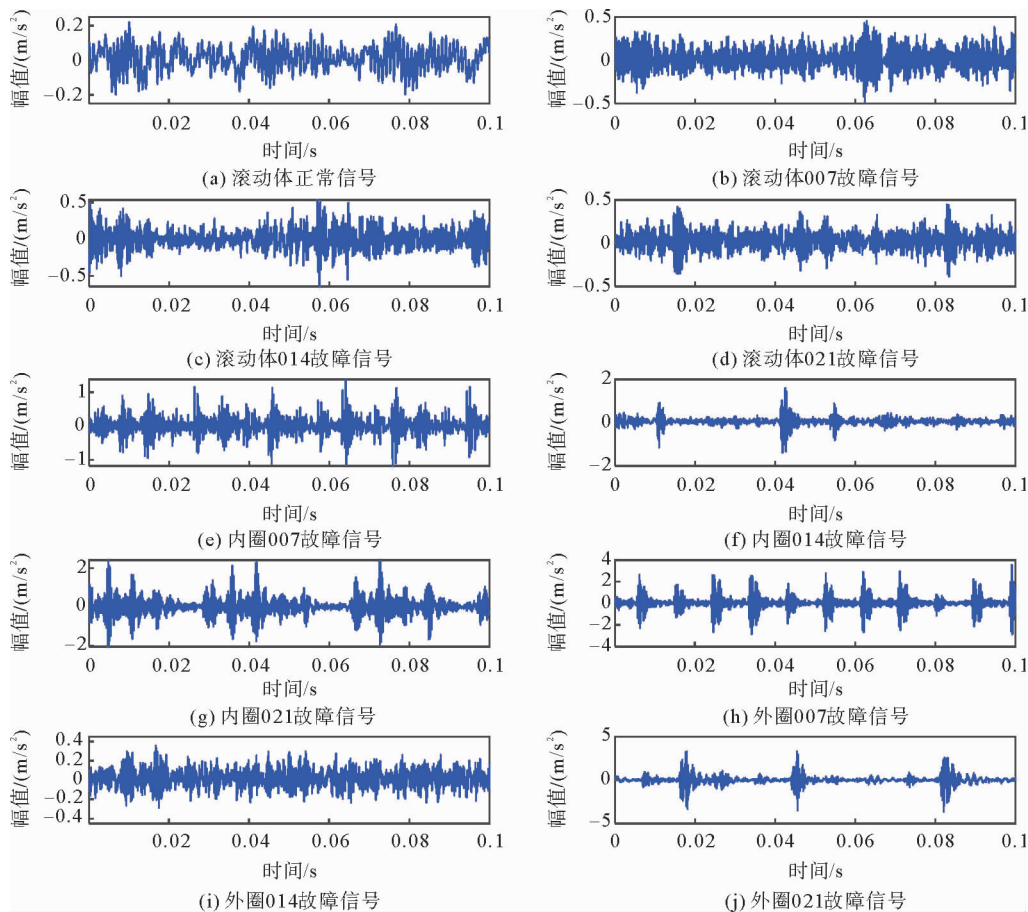 幅值/(m/s²)
0.2
0
−0.2
0.02 0.04 0.06 0.08 0.1
时间/s
(a) 滚动体正常信号
幅值/(m/s²)
0.5
0
−0.5
0 0.02 0.04 0.06 0.08 0.1
时间/s
(b) 滚动体007故障信号
幅值/(m/s²)
0.5
0
−0.5
0 0.02 0.04 0.06 0.08 0.1
时间/s
(c) 滚动体014故障信号
幅值/(m/s²)
0.5
0
−0.5
0 0.02 0.04 0.06 0.08 0.1
时间/s
(d) 滚动体021故障信号
幅值/(m/s²)
1
0
−1
0 0.02 0.04 0.06 0.08 0.1
时间/s
(e) 内圈007故障信号
幅值/(m/s²)
2
0
−2
0 0.02 0.04 0.06 0.08 0.1
时间/s
(f) 内圈014故障信号
幅值/(m/s²)
2
0
−2
0 0.02 0.04 0.06 0.08 0.1
时间/s
(g) 内圈021故障信号
幅值/(m/s²)
4
2
0
−2
−4
0.02 0.04 0.06 0.08 0.1
时间/s
(h) 外圈007故障信号
幅值/(m/s²)
0.4
0.2
0
−0.2
−0.4
0 0.02 0.04 0.06 0.08 0.1
时间/s
(i) 外圈014故障信号
幅值/(m/s²)
5
0
−5
0 0.02 0.04 0.06 0.08 0.1
时间/s
(j) 外圈021故障信号